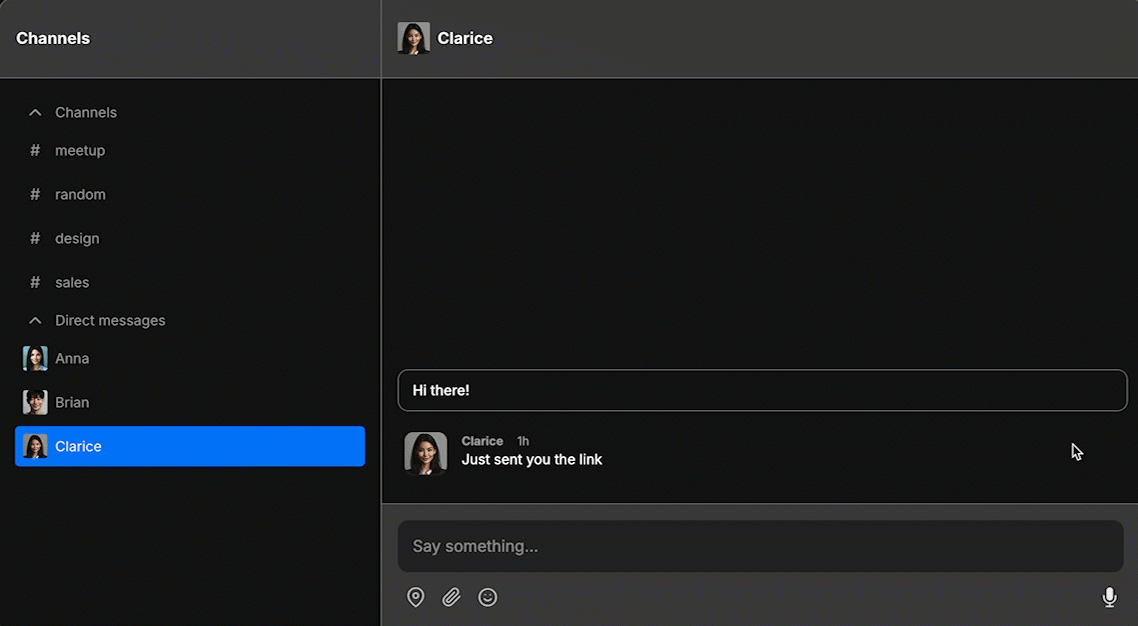 Channels
Clarice
Channels
# meetup
# random
# design
# sales
Direct messages
Anna
Brian
Clarice
Hi there!
Clarice 1h
Just sent you the link
Say something...